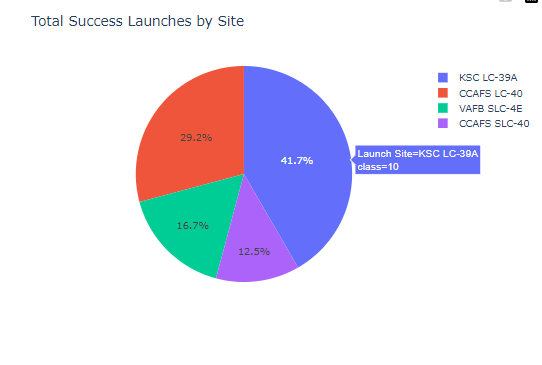 Total Success Launches by Site
KSC LC-39A
CCAFS LC-40
VAFB SLC-4E
CCAFS SLC-40
29.2%
41.7%
Launch Site=KSC LC-39A
class=10
16.7%
12.5%